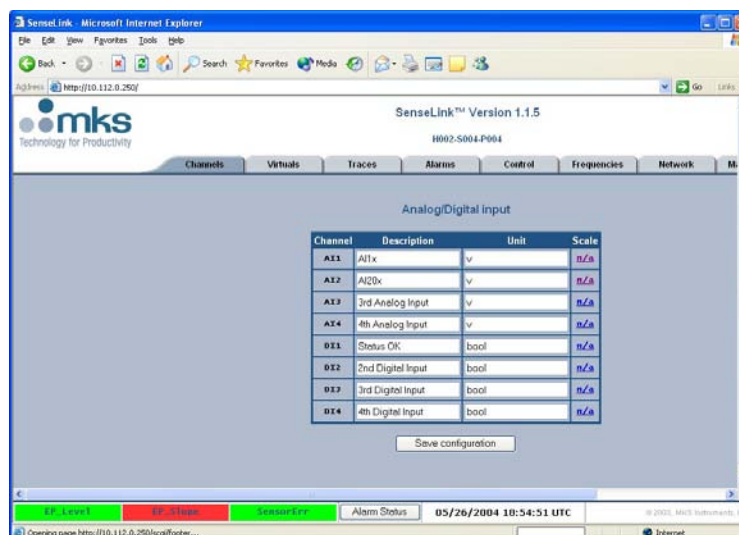 SenseLink - Microsoft Internet Explorer
File Edit View Favorites Tools Help
Back Search Favorites Media
Address http://10.112.0.250/ Go Links
mks
Technology for Productivity
SenseLink™ Version 1.1.5
H002-S004-P004
Channels Virtuals Traces Alarms Control Frequencies Network
Analog/Digital input
Channel Description Unit Scale
AI1 AI1x v n/a
AI2 AI20x v n/a
AI3 3rd Analog Input v n/a
AI4 4th Analog Input v n/a
DI1 Status OK bool n/a
DI2 2nd Digital Input bool n/a
DI3 3rd Digital Input bool n/a
DI4 4th Digital Input bool n/a
Save configuration
EP_Level EP_Slope SensorErr Alarm Status 05/26/2004 10:54:51 UTC © 2003, MKS Instruments,
Opening page http://10.112.0.250/scgi/footer... Internet